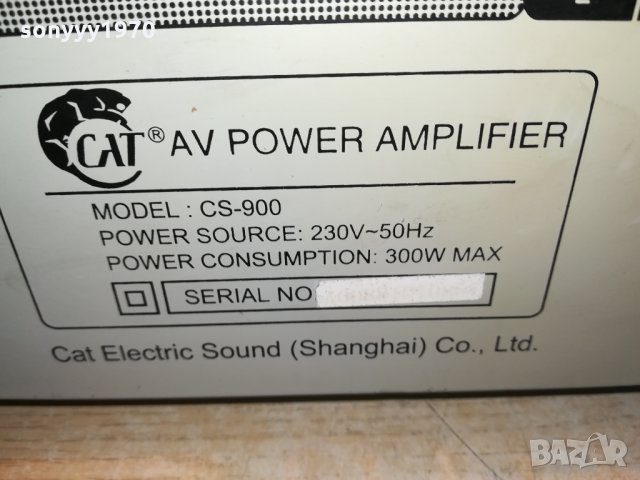 sonyyy1970
CAT® AV POWER AMPLIFIER
MODEL : CS-900
POWER SOURCE: 230V~50Hz
POWER CONSUMPTION: 300W MAX
SERIAL NO
Cat Electric Sound (Shanghai) Co., Ltd.
BAZAR